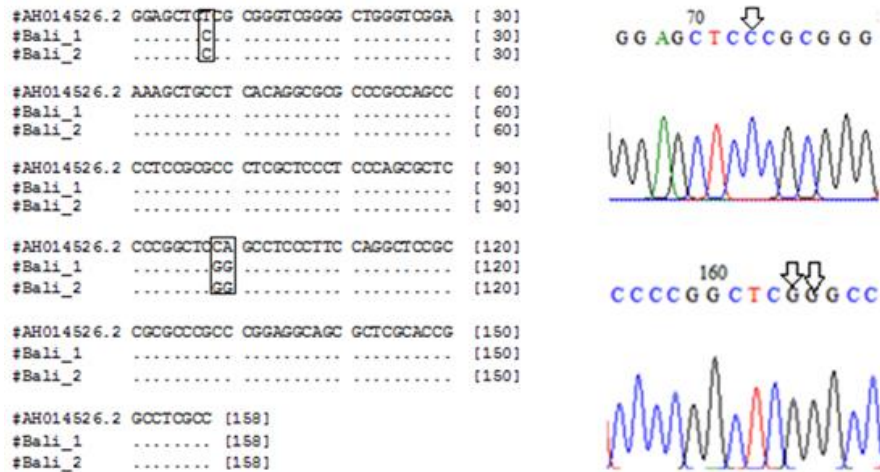 #AH014526.2 GGAGCTCTCG CGGGTCGGGG CTGGGTCGGA [ 30]
#Bali_1 .......C.. .......... .......... [ 30]
#Bali_2 .......C.. .......... .......... [ 30]
#AH014526.2 AAAGCTGCCT CACAGGCGCG CCCGCCAGCC [ 60]
#Bali_1 .......... .......... .......... [ 60]
#Bali_2 .......... .......... .......... [ 60]
#AH014526.2 CCTCCGCGCC CTCGCTCCCT CCCAGCGCTC [ 90]
#Bali_1 .......... .......... .......... [ 90]
#Bali_2 .......... .......... .......... [ 90]
#AH014526.2 CCCGGCTCCA GCCTCCCTTC CAGGCTCCGC [120]
#Bali_1 ........GG .......... .......... [120]
#Bali_2 ........GG .......... .......... [120]
#AH014526.2 CGCGCCCGCC CGGAGGCAGC GCTCGCACCG [150]
#Bali_1 .......... .......... .......... [150]
#Bali_2 .......... .......... .......... [150]
#AH014526.2 GCCTCGCC [158]
#Bali_1 ........ [158]
#Bali_2 ........ [158]
70
G G A G C T C C C G C G G G
160
C C C C G G C T C G G G C C